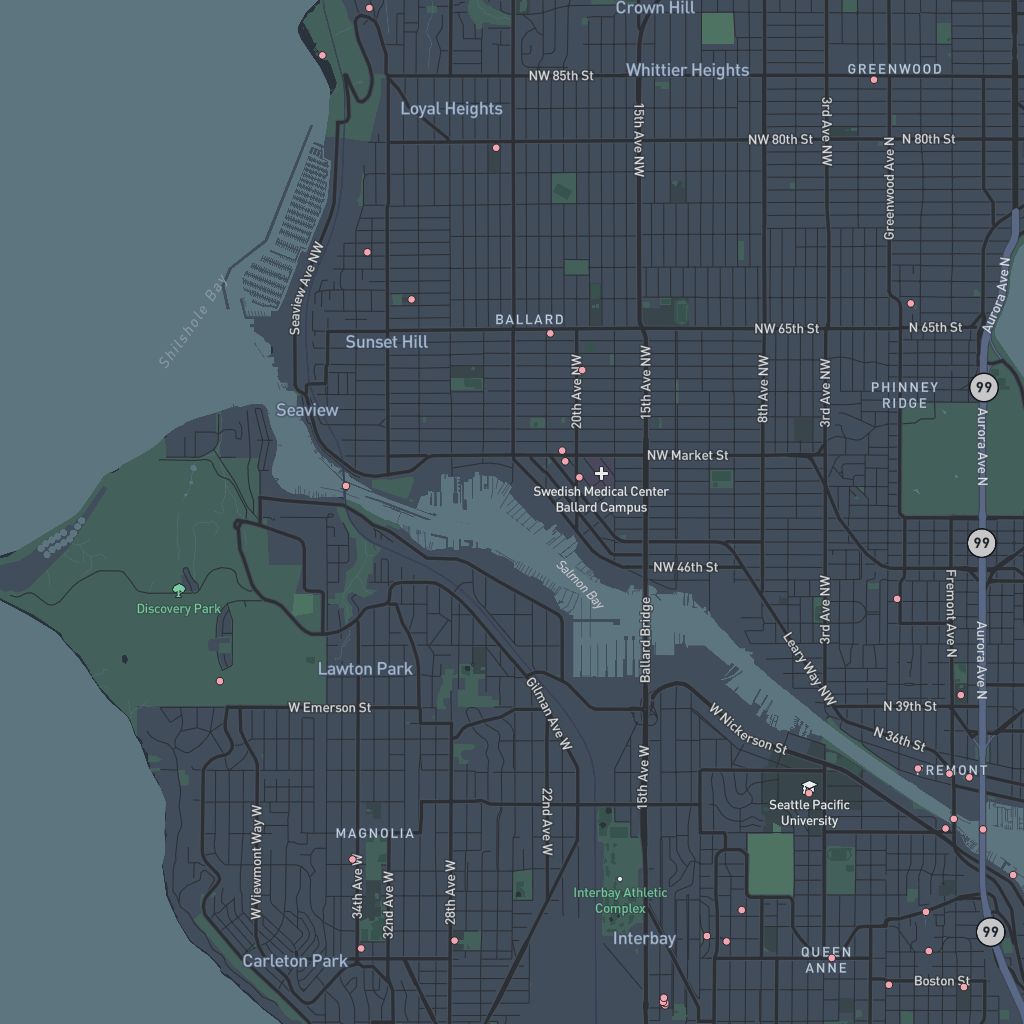 Crown Hill
Whittier Heights
GREENWOOD
NW 85th St
Loyal Heights
15th Ave NW
3rd Ave NW
NW 80th St
N 80th St
Greenwood Ave N
Seaview Ave NW
Shilshole Bay
Aurora Ave N
BALLARD
NW 65th St
N 65th St
Sunset Hill
20th Ave NW
15th Ave NW
8th Ave NW
3rd Ave NW
PHINNEY
RIDGE
99
Seaview
Aurora Ave N
NW Market St
Swedish Medical Center
Ballard Campus
99
NW 46th St
Salmon Bay
Discovery Park
3rd Ave NW
Fremont Ave N
Ballard Bridge
Aurora Ave N
Lawton Park
Leary Way NW
W Emerson St
Gilman Ave W
N 39th St
W Nickerson St
N 36th St
FREMONT
15th Ave W
Seattle Pacific
University
22nd Ave W
W Viewmont Way W
MAGNOLIA
34th Ave W
32nd Ave W
28th Ave W
Interbay Athletic
Complex
Interbay
99
QUEEN
ANNE
Carleton Park
Boston St